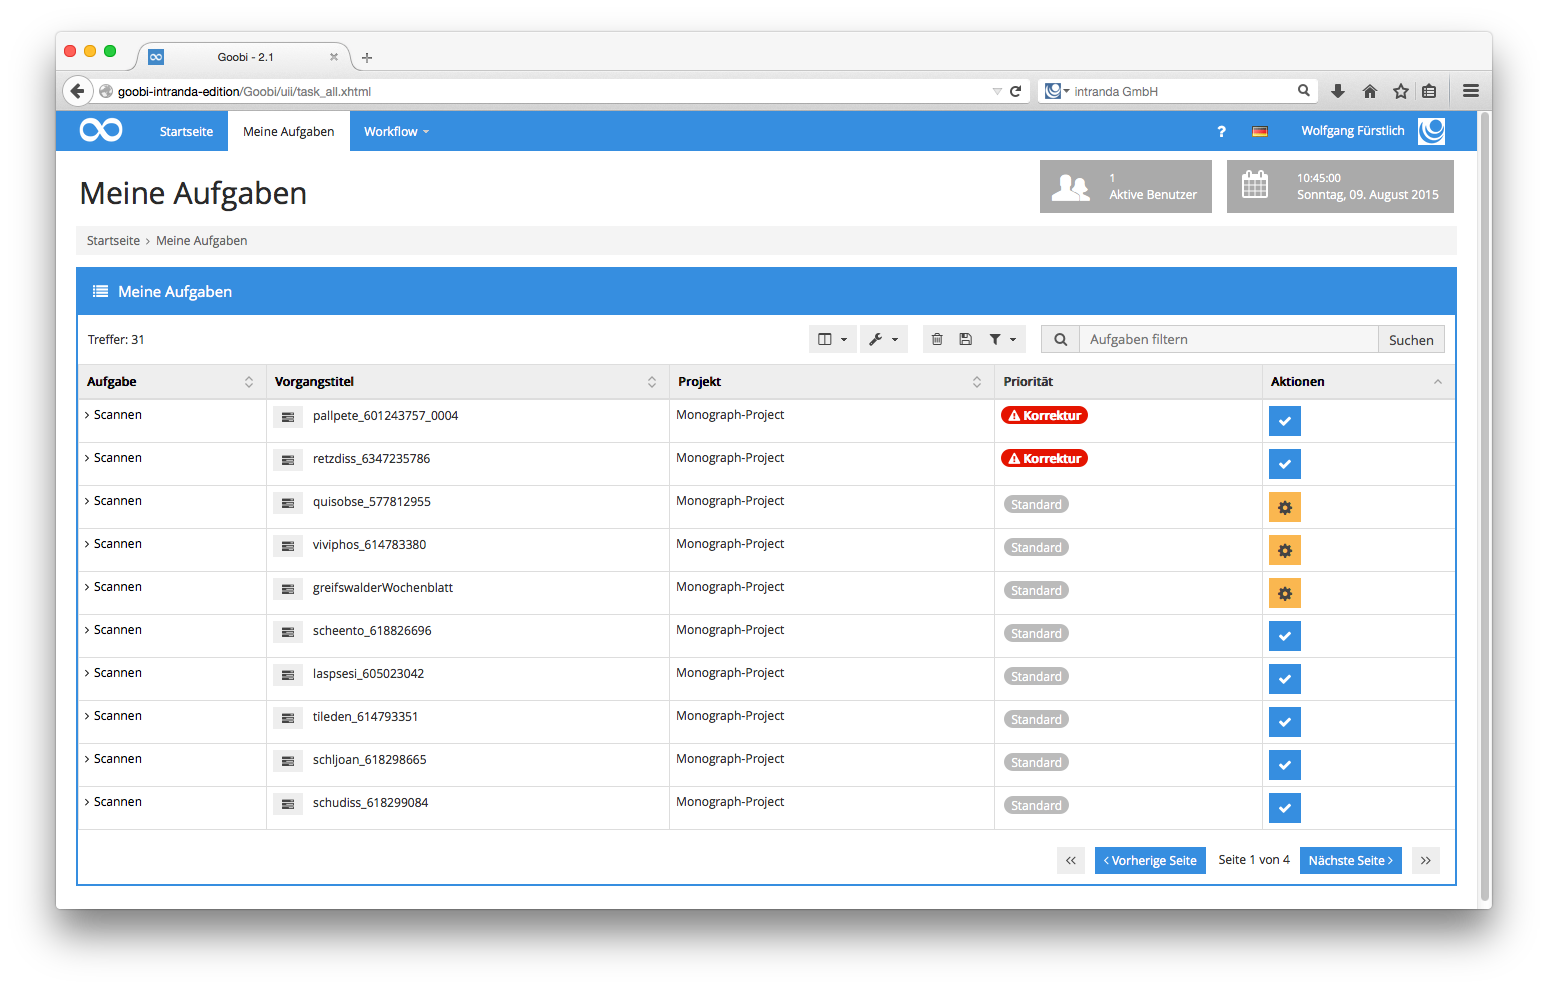 Goobi - 2.1
goobi-intranda-edition/Goobi/uii/task_all.xhtml
intranda GmbH
Startseite
Meine Aufgaben
Workflow
?
Wolfgang Fürstlich
Meine Aufgaben
1
Aktive Benutzer
10:45:00
Sonntag, 09. August 2015
Startseite › Meine Aufgaben
Meine Aufgaben
Treffer: 31
Aufgaben filtern
Suchen
Aufgabe Vorgangstitel Projekt Priorität Aktionen
Scannen pallpete_601243757_0004 Monograph-Project Korrektur
Scannen retzdiss_6347235786 Monograph-Project Korrektur
Scannen quisobse_577812955 Monograph-Project Standard
Scannen viviphos_614783380 Monograph-Project Standard
Scannen greifswalderWochenblatt Monograph-Project Standard
Scannen scheento_618826696 Monograph-Project Standard
Scannen laspsesi_605023042 Monograph-Project Standard
Scannen tileden_614793351 Monograph-Project Standard
Scannen schljoan_618298665 Monograph-Project Standard
Scannen schudiss_618299084 Monograph-Project Standard
« ‹ Vorherige Seite Seite 1 von 4 Nächste Seite › »